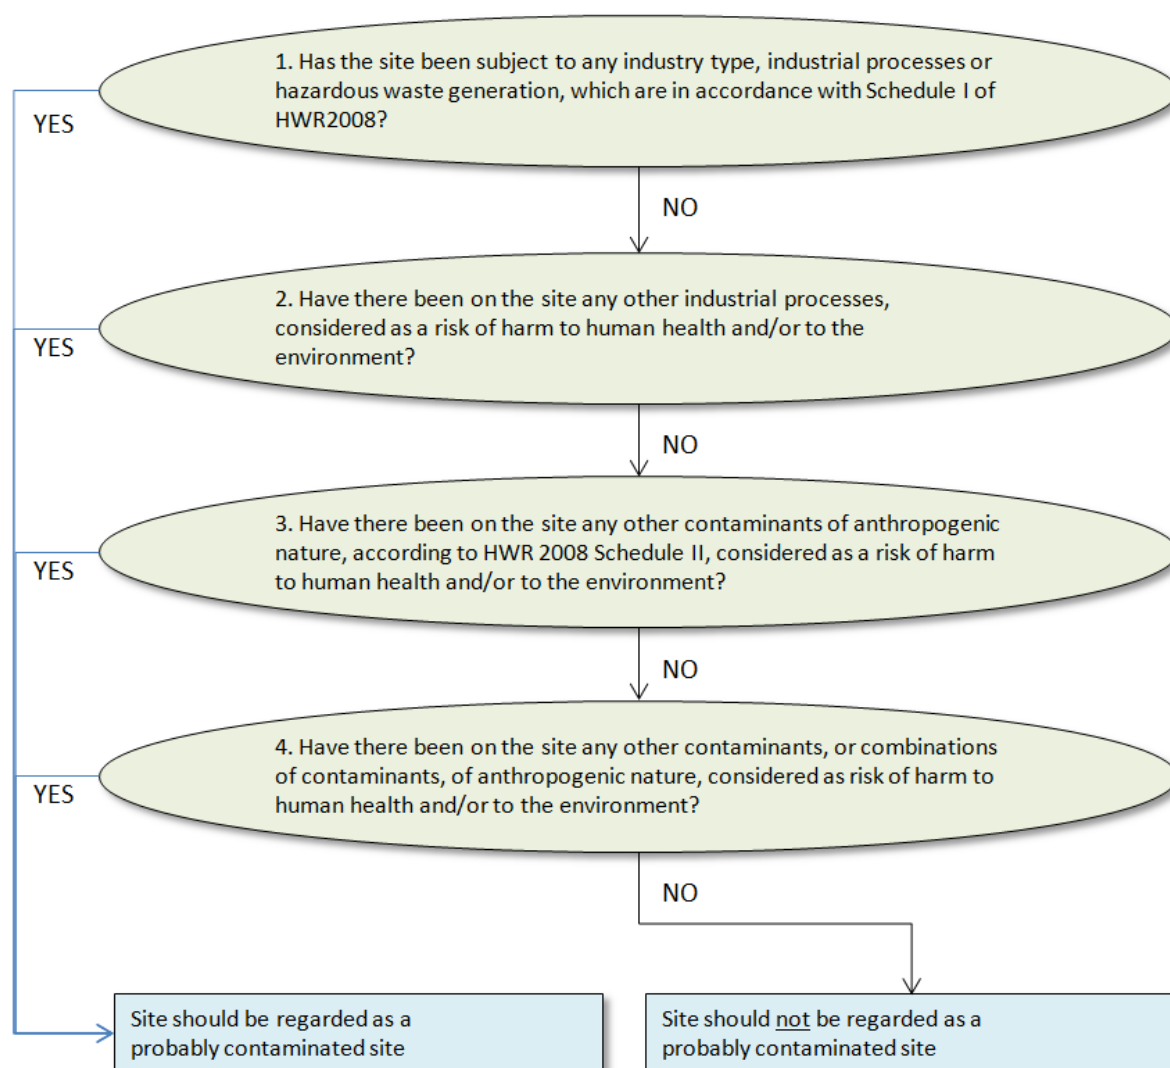 1. Has the site been subject to any industry type, industrial processes or
hazardous waste generation, which are in accordance with Schedule I of
HWR2008?
YES
NO
2. Have there been on the site any other industrial processes,
considered as a risk of harm to human health and/or to the
environment?
YES
NO
3. Have there been on the site any other contaminants of anthropogenic
nature, according to HWR 2008 Schedule II, considered as a risk of harm
to human health and/or to the environment?
YES
NO
4. Have there been on the site any other contaminants, or combinations
of contaminants, of anthropogenic nature, considered as risk of harm to
human health and/or to the environment?
YES
NO
Site should be regarded as a
probably contaminated site
Site should not be regarded as a
probably contaminated site